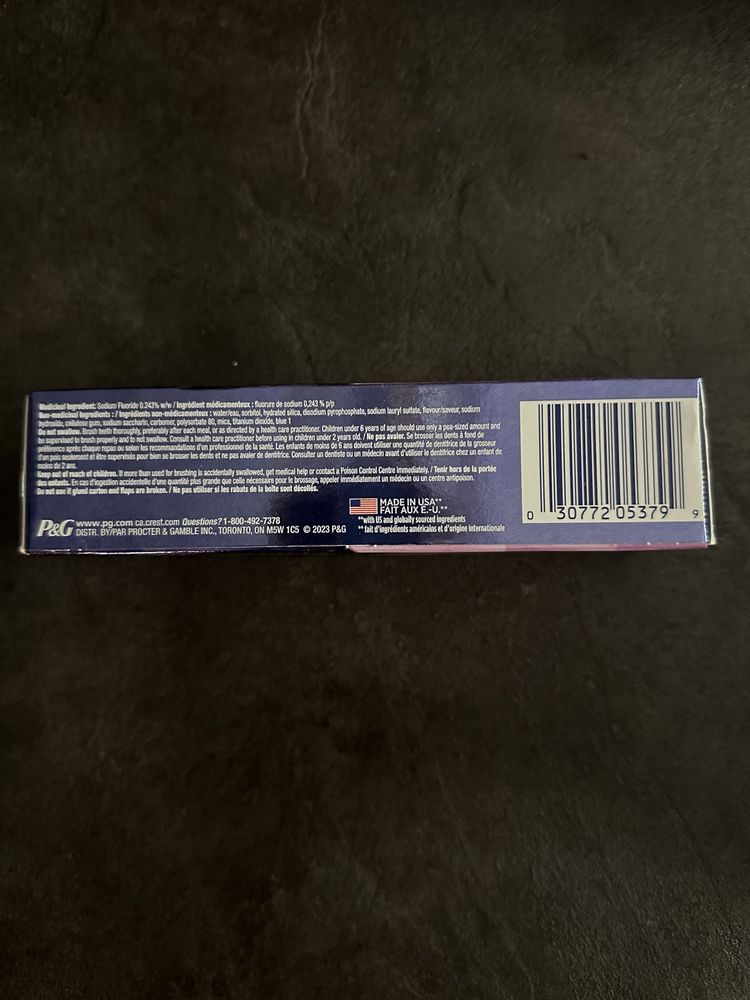 Medicinal Ingredient: Sodium Fluoride 0.243% w/w / Ingrédient médicamenteux : fluorure de sodium 0,243 % p/p
Non-medicinal Ingredients : / Ingrédients non-médicamenteux : water/eau, sorbitol, hydrated silica, disodium pyrophosphate, sodium lauryl sulfate, flavour/saveur, sodium
hydroxide, cellulose gum, sodium saccharin, carbomer, polysorbate 80, mica, titanium dioxide, blue 1
Do not swallow. Brush teeth thoroughly, preferably after each meal, or as directed by a health care practitioner. Children under 6 years of age should use only a pea-sized amount and
be supervised to brush properly and to not swallow. Consult a health care practitioner before using in children under 2 years old. / Ne pas avaler. Se brosser les dents à fond de
préférence après chaque repas ou selon les recommandations d'un professionnel de la santé. Les enfants de moins de 6 ans doivent utiliser une quantité de dentifrice de la grosseur
d'un pois seulement et être supervisés pour bien se brosser les dents et ne pas avaler de dentifrice. Consulter un dentiste ou un médecin avant d'utiliser le dentifrice chez un enfant de
moins de 2 ans.
Keep out of reach of children. If more than used for brushing is accidentally swallowed, get medical help or contact a Poison Control Centre immediately. / Tenir hors de la portée
des enfants. En cas d'ingestion accidentelle d'une quantité plus grande que celle nécessaire pour le brossage, appeler immédiatement un médecin ou un centre antipoison.
Do not use if glued carton end flaps are broken. / Ne pas utiliser si les rabats de la boîte sont décollés.
MADE IN USA**
FAIT AUX É.-U.**
**with US and globally sourced ingredients
** fait d'ingrédients américains et d'origine internationale
P&G www.pg.com ca.crest.com Questions? 1-800-492-7378
DISTR. BY/PAR PROCTER & GAMBLE INC., TORONTO, ON M5W 1C5 © 2023 P&G
0 30772 05379 9